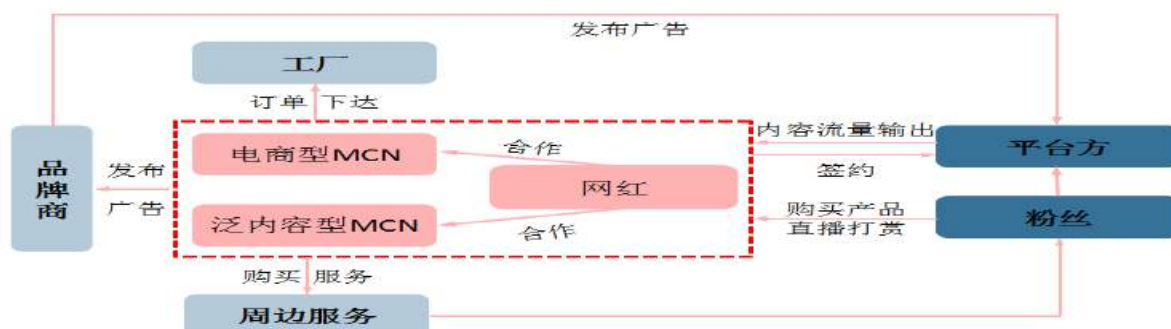 发布广告
工厂
订单 下达
品牌商
发布
广告
电商型MCN
合作
网红
泛内容型MCN
合作
内容流量输出
签约
平台方
购买产品
直播打赏
粉丝
购买 服务
周边服务